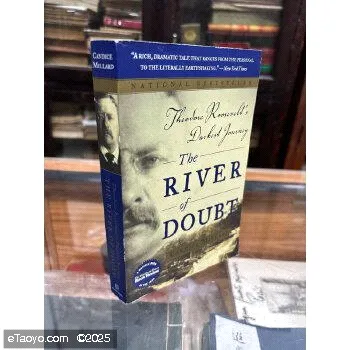 CANDICE
MILLARD
"A RICH, DRAMATIC TALE THAT RANGES FROM THE PERSONAL
TO THE LITERALLY EARTHSHAKING." —New York Times
NATIONAL BESTSELLER
Theodore Roosevelt's
Darkest Journey
The
RIVER
of
DOUBT
eTaoyo.com ©2025